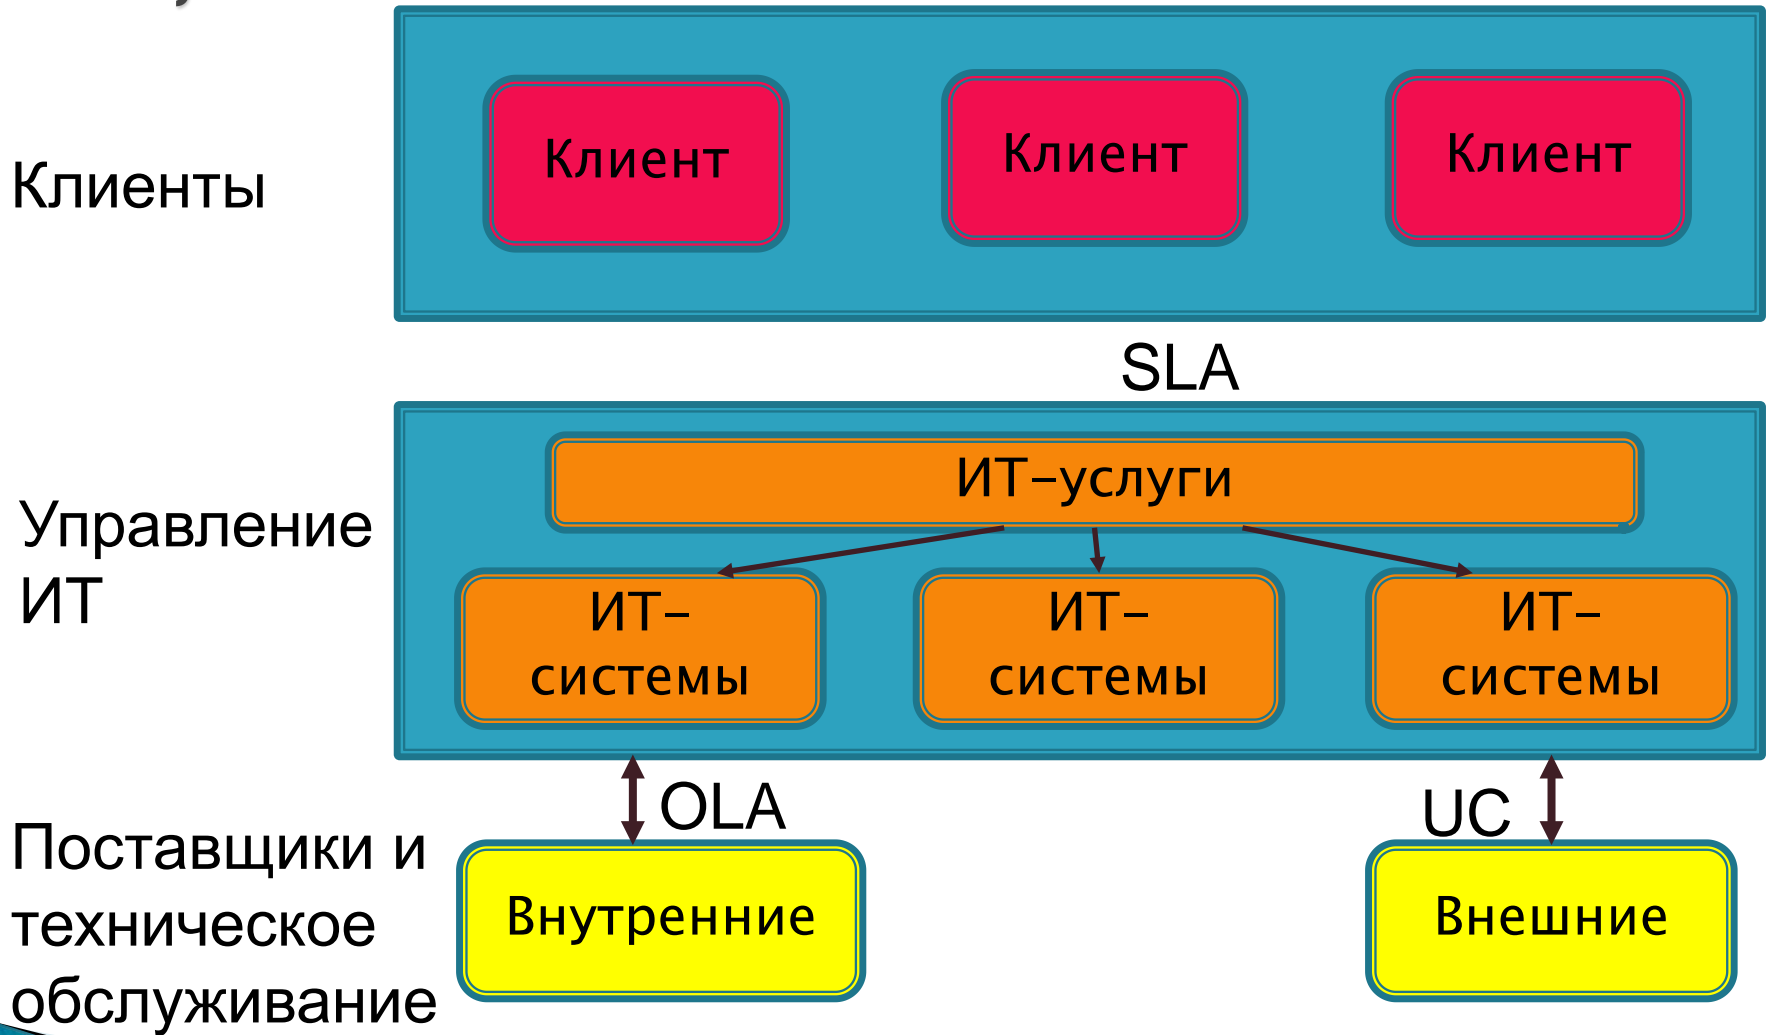 Клиенты
Клиент
Клиент
Клиент
SLA
Управление
ИТ
ИТ-услуги
ИТ-
системы
ИТ-
системы
ИТ-
системы
OLA
UC
Поставщики и
техническое
обслуживание
Внутренние
Внешние